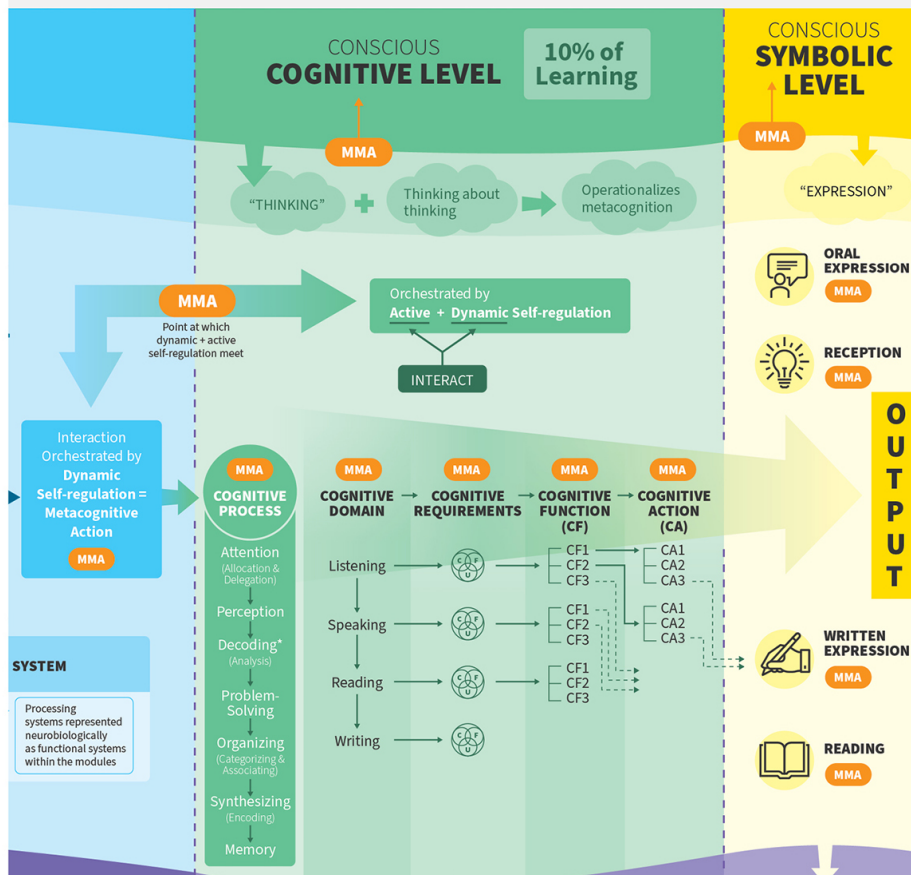 CONSCIOUS
COGNITIVE LEVEL
10% of
Learning
MMA
"THINKING"
Thinking about
thinking
Operationalizes
metacognition
CONSCIOUS
SYMBOLIC
LEVEL
MMA
"EXPRESSION"
MMA
Point at which
dynamic + active
self-regulation meet
Orchestrated by
Active + Dynamic Self-regulation
INTERACT
Interaction
Orchestrated by
Dynamic
Self-regulation =
Metacognitive
Action
MMA
SYSTEM
Processing
systems represented
neurobiologically
as functional systems
within the modules
MMA
COGNITIVE
PROCESS
Attention
(Allocation &
Delegation)
Perception
Decoding*
(Analysis)
Problem-
Solving
Organizing
(Categorizing &
Associating)
Synthesizing
(Encoding)
Memory
MMA
COGNITIVE
DOMAIN
Listening
Speaking
Reading
Writing
MMA
COGNITIVE
REQUIREMENTS
C F
U
C F
U
C F
U
C F
U
MMA
COGNITIVE
FUNCTION
(CF)
CF1
CF2
CF3
CF1
CF2
CF3
CF1
CF2
CF3
MMA
COGNITIVE
ACTION
(CA)
CA1
CA2
CA3
CA1
CA2
CA3
ORAL
EXPRESSION
MMA
RECEPTION
MMA
OUTPUT
WRITTEN
EXPRESSION
MMA
READING
MMA